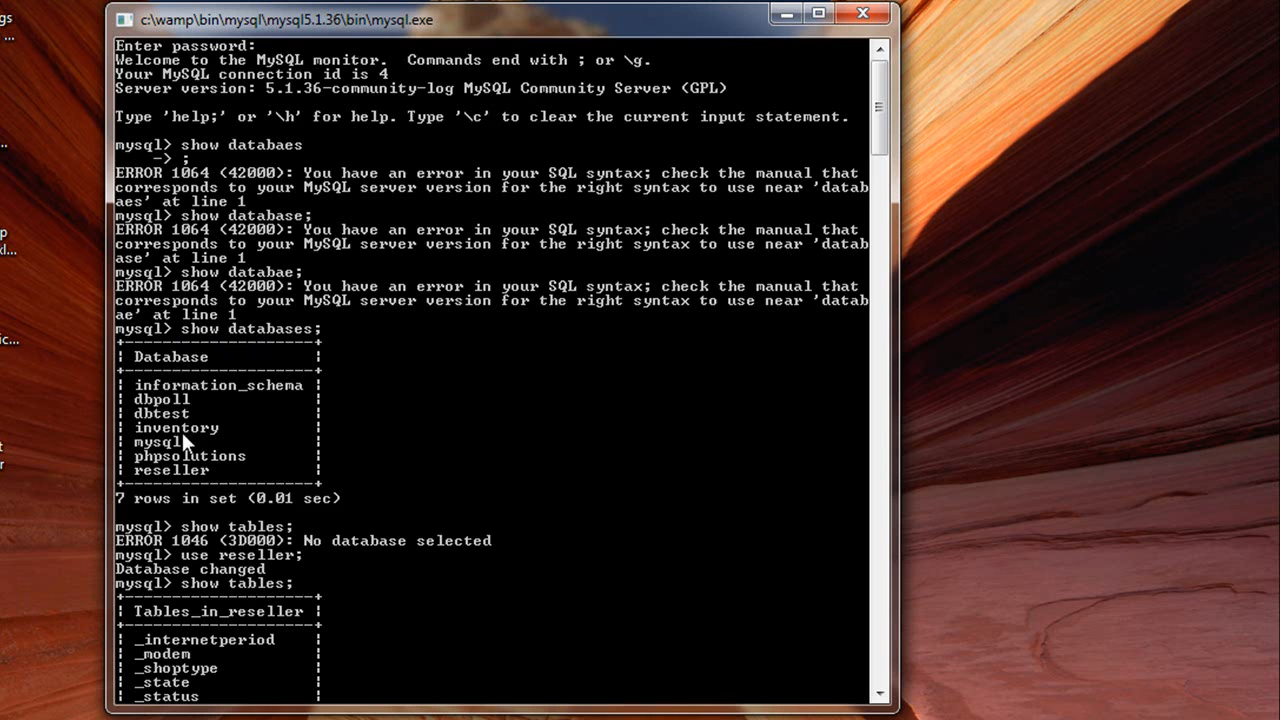 c:\wamp\bin\mysql\mysql5.1.36\bin\mysql.exe
Enter password:
Welcome to the MySQL monitor.  Commands end with ; or \g.
Your MySQL connection id is 4
Server version: 5.1.36-community-log MySQL Community Server (GPL)
Type 'help;' or '\h' for help. Type '\c' to clear the current input statement.
mysql> show databaes
    -> ;
ERROR 1064 (42000): You have an error in your SQL syntax; check the manual that
corresponds to your MySQL server version for the right syntax to use near 'datab
aes' at line 1
mysql> show database;
ERROR 1064 (42000): You have an error in your SQL syntax; check the manual that
corresponds to your MySQL server version for the right syntax to use near 'datab
ase' at line 1
mysql> show databae;
ERROR 1064 (42000): You have an error in your SQL syntax; check the manual that
corresponds to your MySQL server version for the right syntax to use near 'datab
ae' at line 1
mysql> show databases;
+--------------------+
| Database           |
+--------------------+
| information_schema |
| dbpoll             |
| dbtest             |
| inventory          |
| mysql              |
| phpsolutions       |
| reseller           |
+--------------------+
7 rows in set (0.01 sec)
mysql> show tables;
ERROR 1046 (3D000): No database selected
mysql> use reseller;
Database changed
mysql> show tables;
+--------------------+
| Tables_in_reseller |
+--------------------+
| _internetperiod    |
| _modem             |
| _shoptype          |
| _state             |
| _status            |